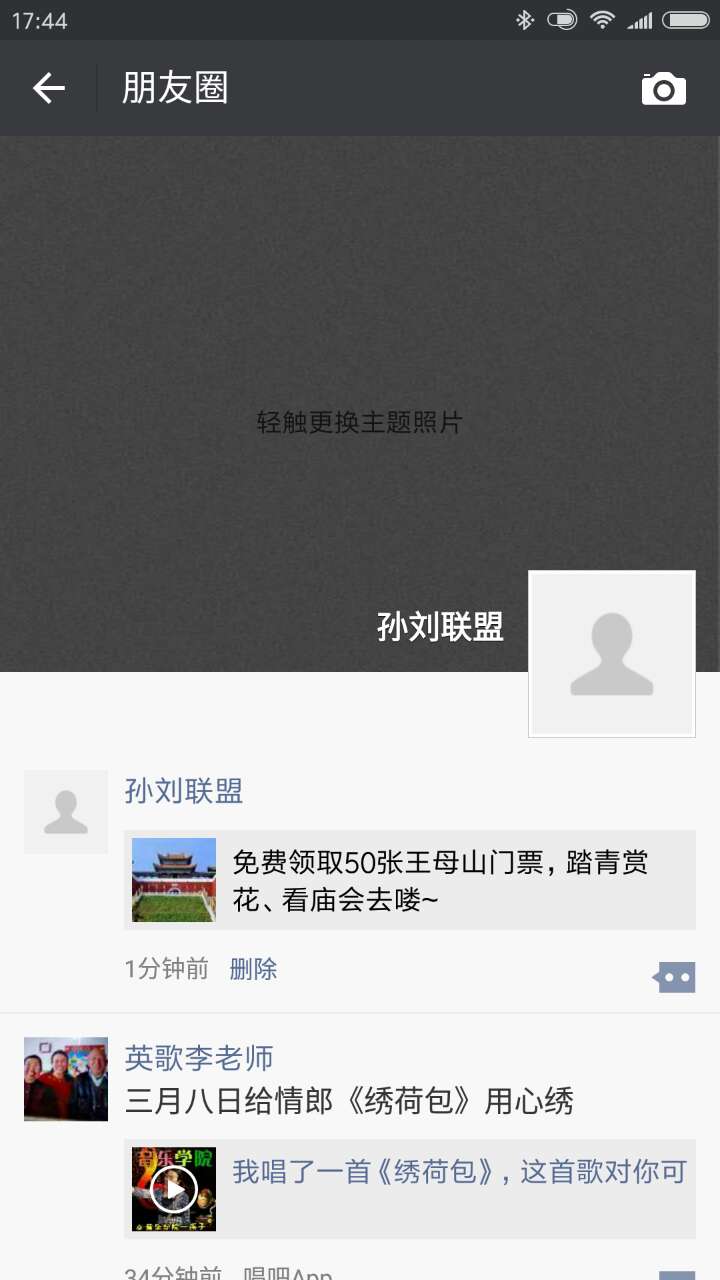 17:44
朋友圈
轻触更换主题照片
孙刘联盟
孙刘联盟
免费领取50张王母山门票，踏青赏
花、看庙会去喽~
1分钟前 删除
英歌李老师
三月八日给情郎《绣荷包》用心绣
音乐学院
我唱了一首《绣荷包》，这首歌对你可
34分钟前 唱吧App